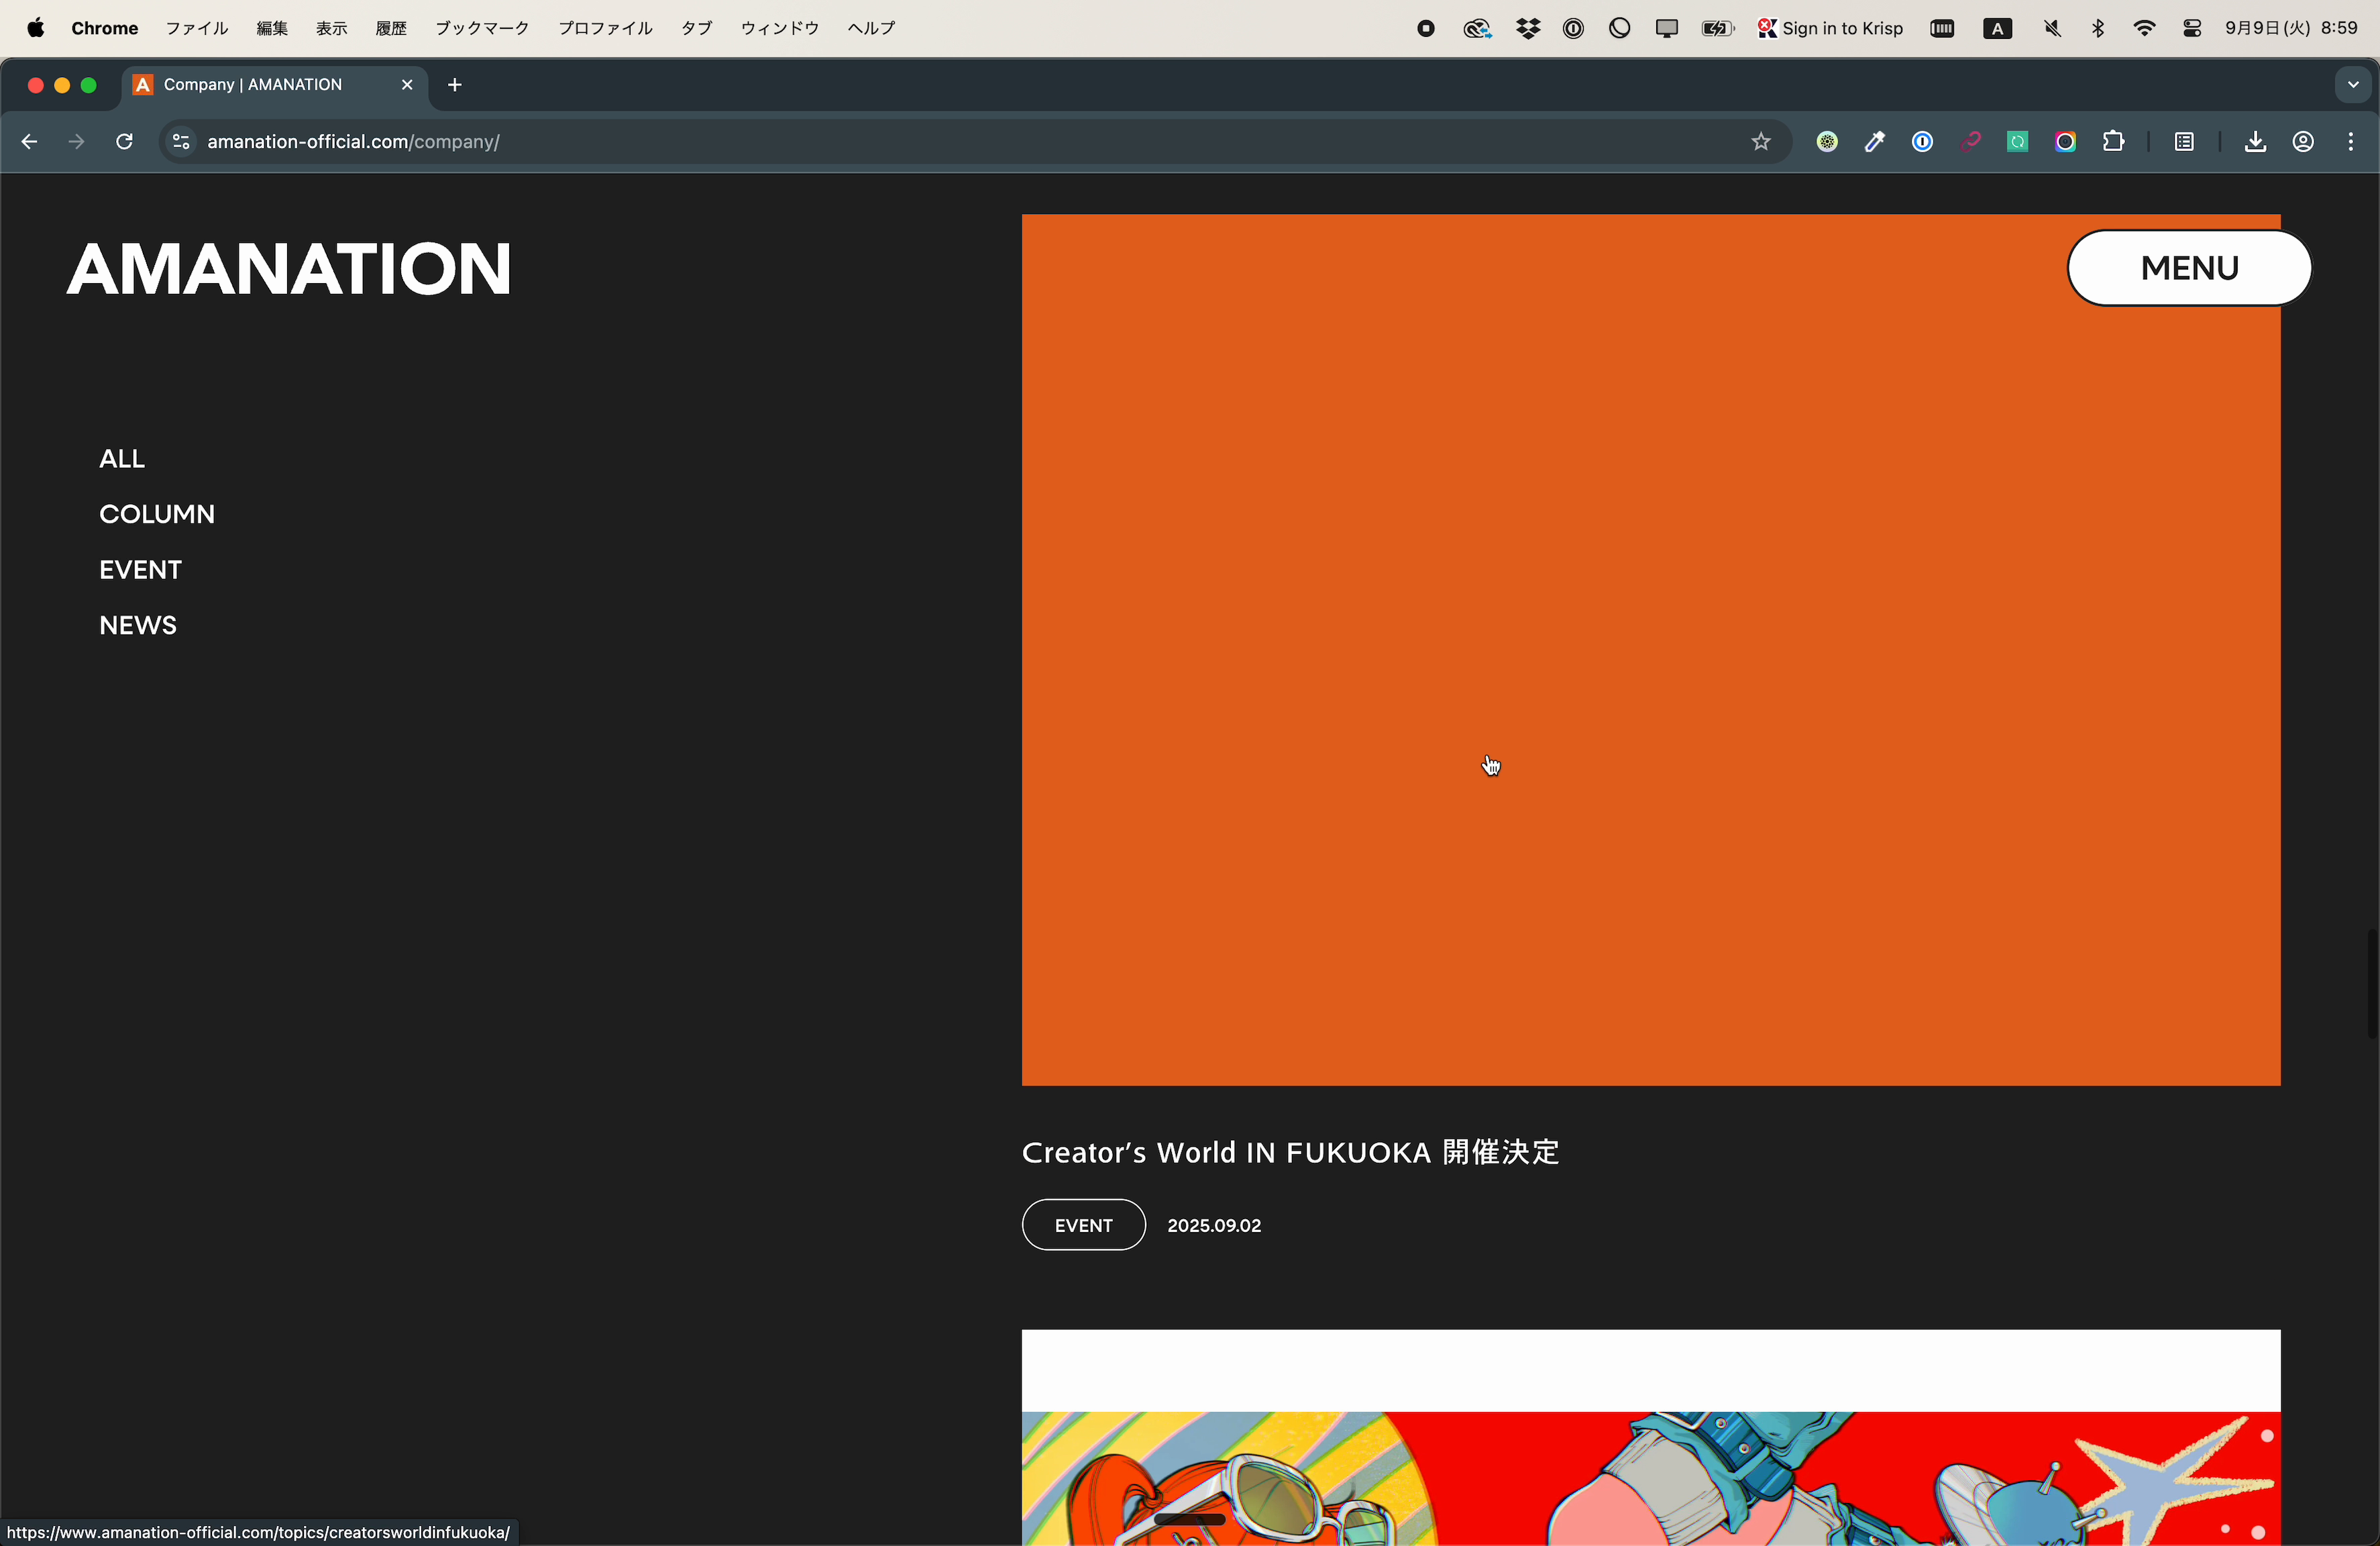 Chrome ファイル 編集 表示 履歴 ブックマーク プロファイル タブ ウィンドウ ヘルプ Sign in to Krisp A 9月9日(火) 8:59
A Company | AMANATION
amanation-official.com/company/
AMANATION
MENU
ALL
COLUMN
EVENT
NEWS
Creator’s World IN FUKUOKA 開催決定
EVENT 2025.09.02
https://www.amanation-official.com/topics/creatorsworldinfukuoka/